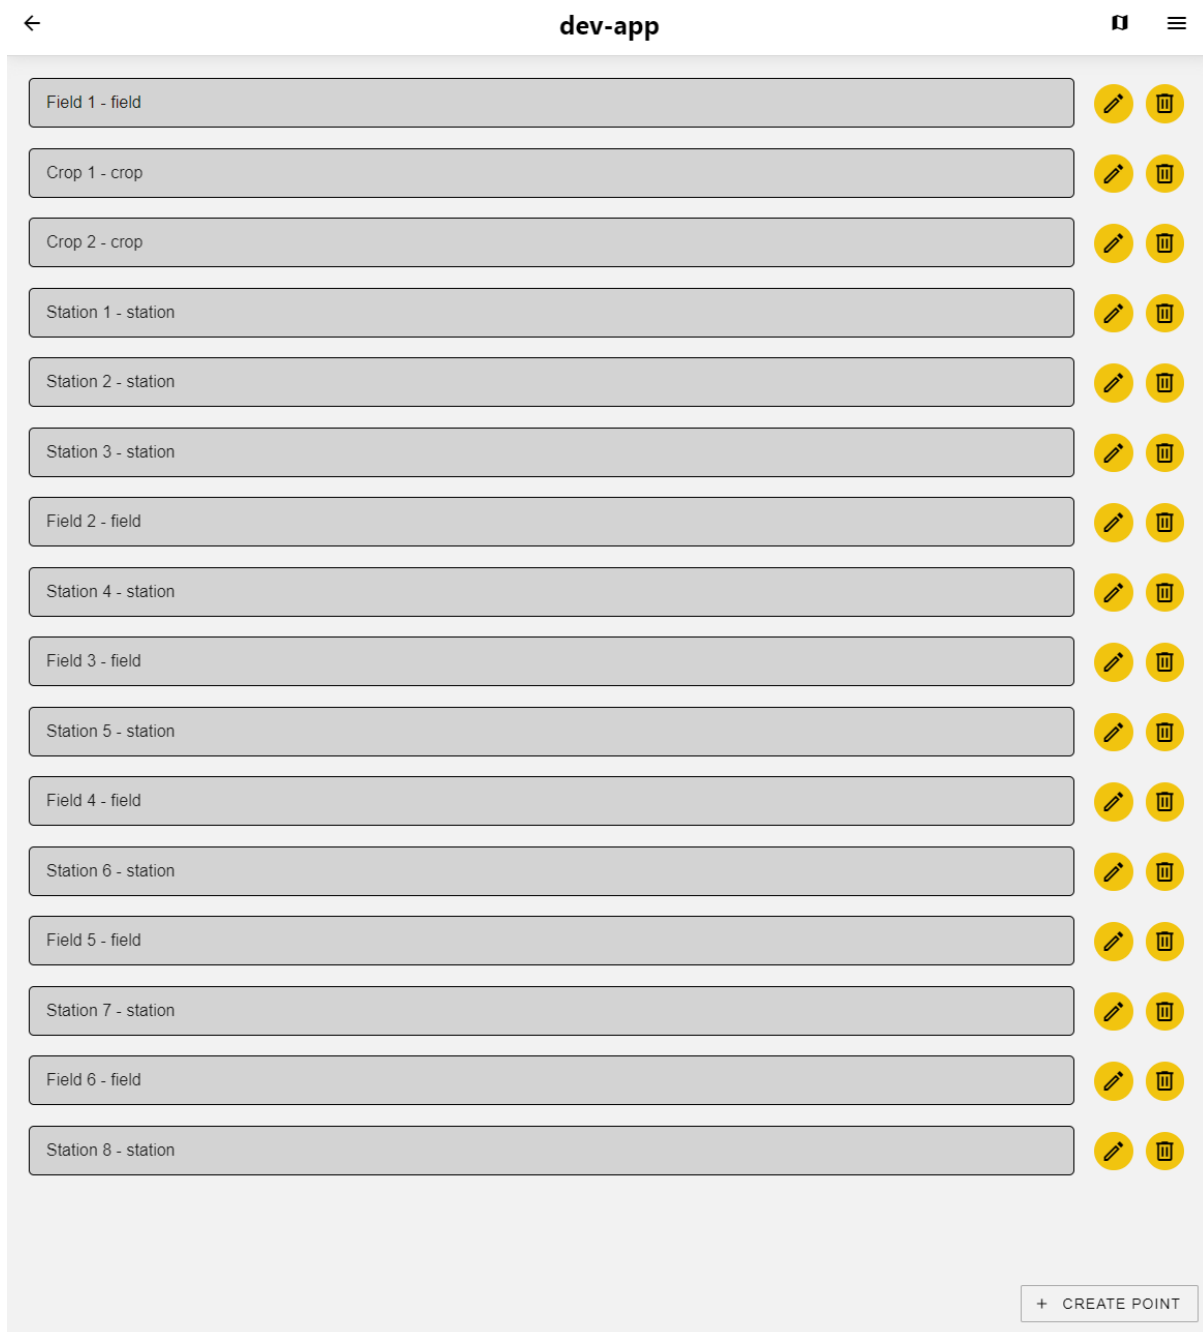 dev-app
Field 1 - field
Crop 1 - crop
Crop 2 - crop
Station 1 - station
Station 2 - station
Station 3 - station
Field 2 - field
Station 4 - station
Field 3 - field
Station 5 - station
Field 4 - field
Station 6 - station
Field 5 - field
Station 7 - station
Field 6 - field
Station 8 - station
+ CREATE POINT